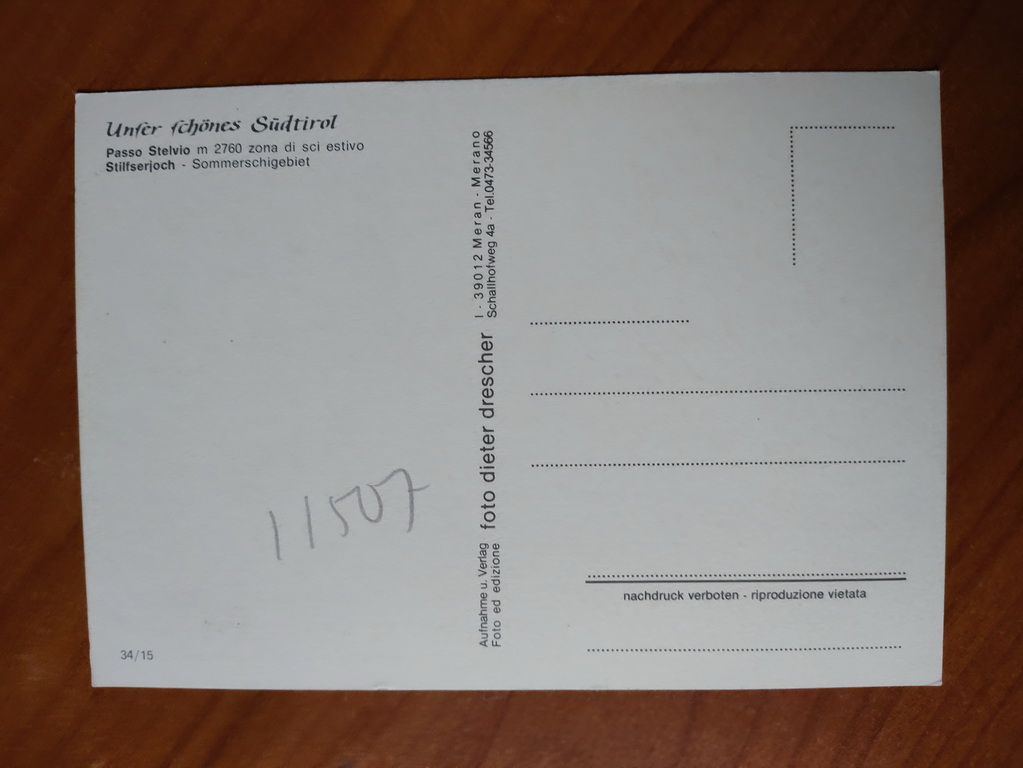 Unser schönes Südtirol
Passo Stelvio m 2760 zona di sci estivo
Stilfserjoch - Sommerschigebiet
11507
34/15
Aufnahme u. Verlag
Foto ed edizione
foto dieter drescher
I - 39012 Meran - Merano
Schallhofweg 4a - Tel.0473-34566
nachdruck verboten - riproduzione vietata